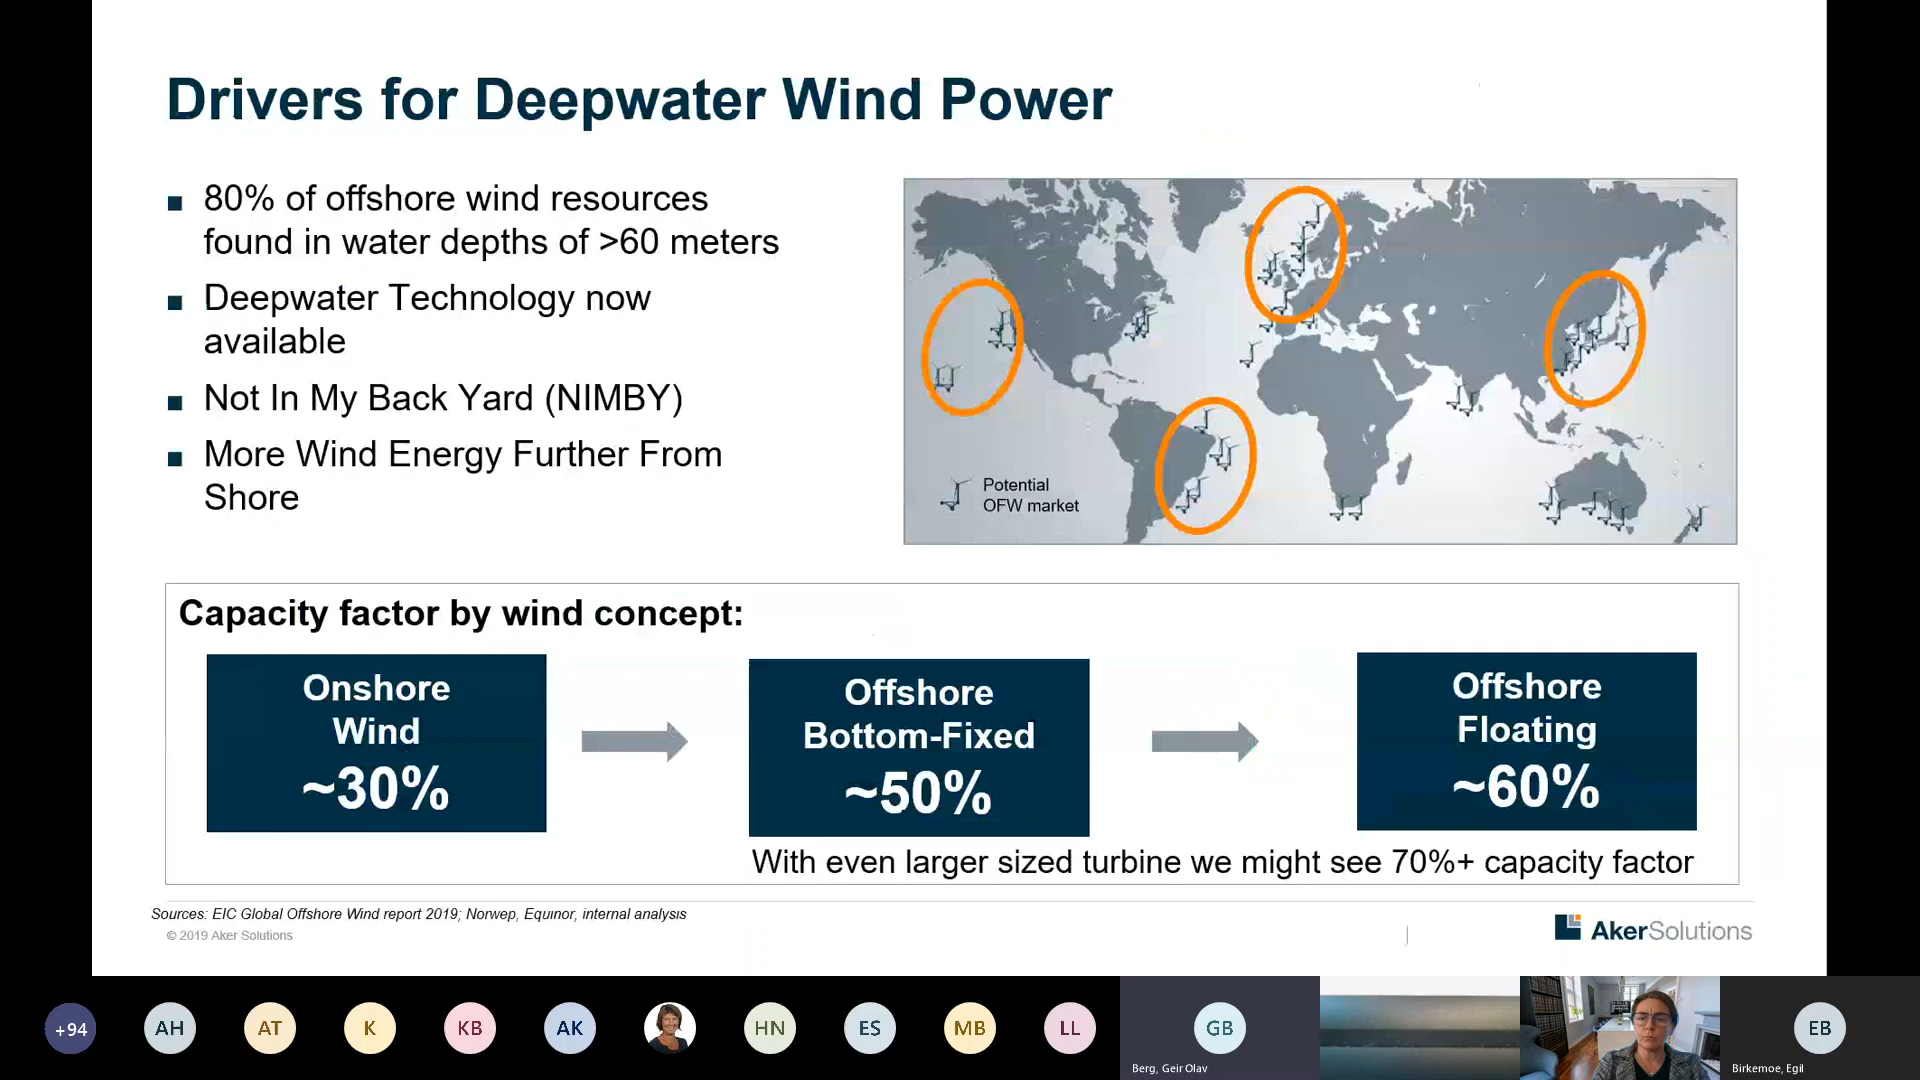 Drivers for Deepwater Wind Power
80% of offshore wind resources
found in water depths of >60 meters
Deepwater Technology now
available
Not In My Back Yard (NIMBY)
More Wind Energy Further From
Shore
Potential
OFW market
Capacity factor by wind concept:
Onshore
Wind
~30%
Offshore
Bottom-Fixed
~50%
Offshore
Floating
~60%
With even larger sized turbine we might see 70%+ capacity factor
Sources: EIC Global Offshore Wind report 2019; Norwep, Equinor, internal analysis
© 2019 Aker Solutions
AkerSolutions
+94
AH
AT
K
KB
AK
HN
ES
MB
LL
GB
Berg, Geir Olav
EB
Birkemoe, Egil